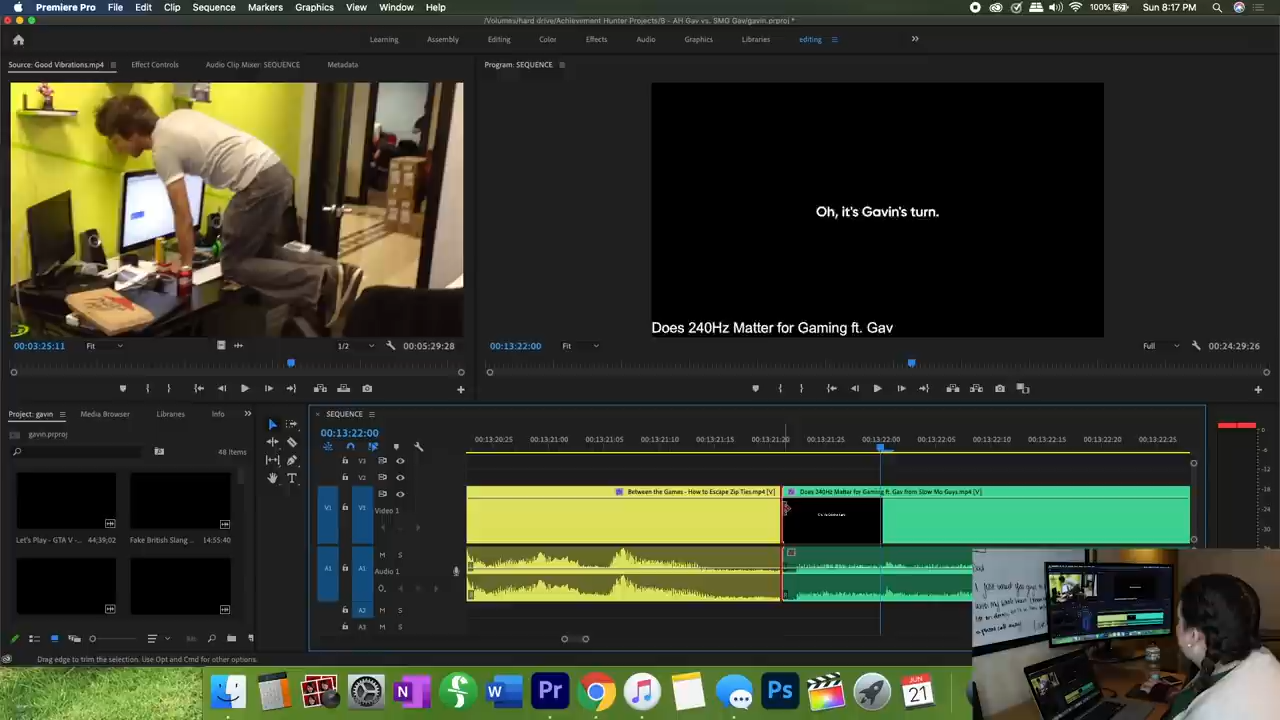 Premiere Pro File Edit Clip Sequence Markers Graphics View Window Help
100% Sun 8:17 PM
/Volumes/hard drive/Achievement Hunter Projects/8 - AH Gav vs. SMG Gav/gavin.prproj *
Learning Assembly Editing Color Effects Audio Graphics Libraries editing
Source: Good Vibrations.mp4 Effect Controls Audio Clip Mixer: SEQUENCE Metadata
Program: SEQUENCE
Oh, it's Gavin's turn.
Does 240Hz Matter for Gaming ft. Gav
00:03:25:11 Fit 1/2 00:05:29:28
00:13:22:00 Fit Full 00:24:29:26
Project: gavin Media Browser Libraries Info
gavin.prproj
48 Items
Let's Play - GTA V -... 44;39;02
Fake British Slang ... 14:55:40
SEQUENCE
00:13:22:00
00:13:20:25 00:13:21:00 00:13:21:05 00:13:21:10 00:13:21:15 00:13:21:20 00:13:21:25 00:13:22:00 00:13:22:05 00:13:22:10 00:13:22:15 00:13:22:20 00:13:22:25
V3
V2
V1 V1 Video 1
Between the Games - How to Escape Zip Ties.mp4 [V]
Does 240Hz Matter for Gaming ft. Gav from Slow Mo Guys.mp4 [V]
A1 A1 M S
Audio 1
A2 M S
A3 M S
0
Drag edge to trim the selection. Use Opt and Cmd for other options.
N W Pr Ps
JUN
21